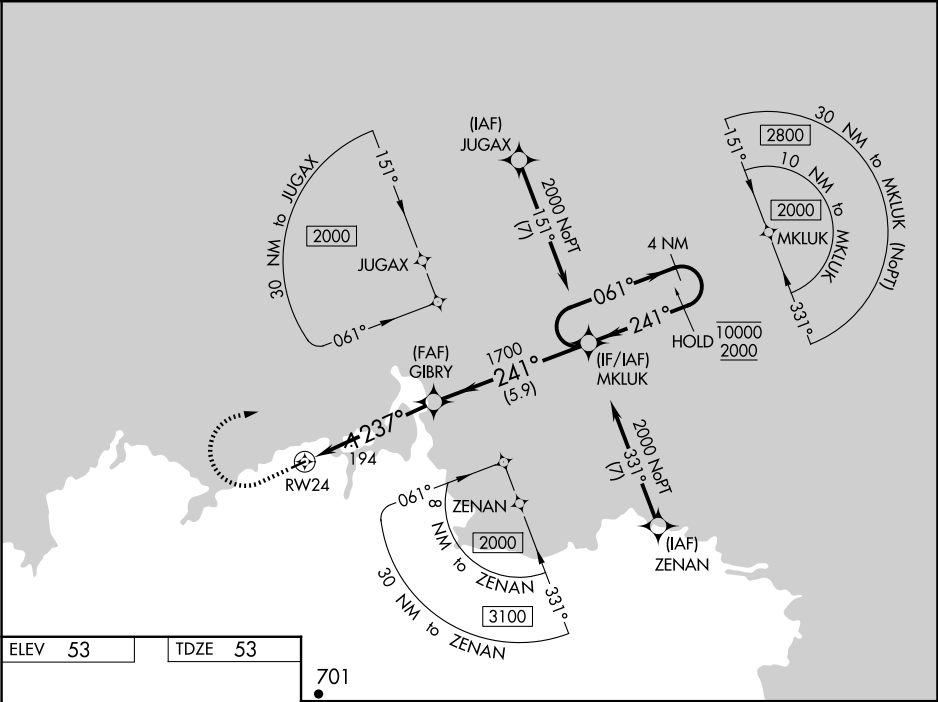 (IAF)
JUGAX
2000 NoPT
151°
(7)
30 NM to JUGAX
151°
2000
JUGAX
061°
30 NM to MKLUK (NoPT)
2800
151°
10 NM to MKLUK
2000
MKLUK
331°
4 NM
061°
241°
HOLD
10000
2000
(IF/IAF)
MKLUK
1700
241°
(5.9)
(FAF)
GIBRY
237°
194
RW24
2000 NoPT
331°
(7)
(IAF)
ZENAN
061°
ZENAN
8 NM to ZENAN
2000
331°
30 NM to ZENAN
3100
ELEV 53
TDZE 53
701